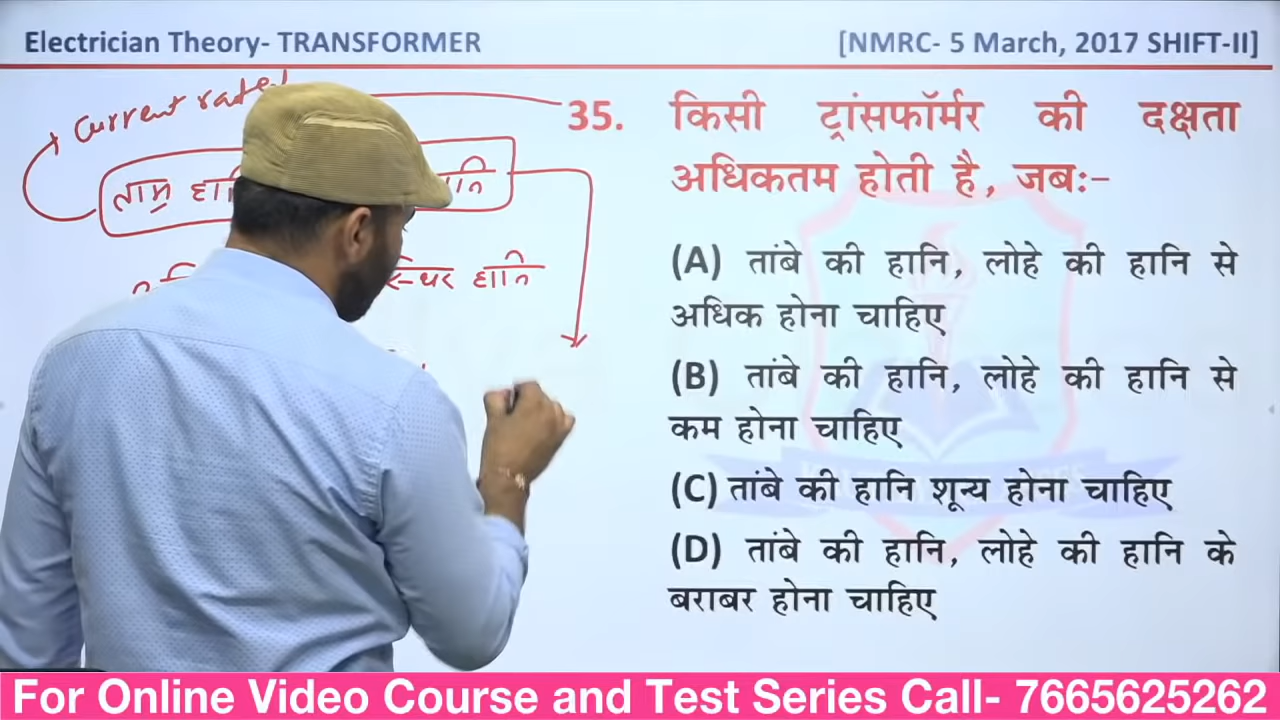 Electrician Theory- TRANSFORMER
[NMRC- 5 March, 2017 SHIFT-II]
Current rated
ताम्र
स्थिर हानि
35. किसी ट्रांसफॉर्मर की दक्षता
अधिकतम होती है, जब:-
(A) तांबे की हानि, लोहे की हानि से
अधिक होना चाहिए
(B) तांबे की हानि, लोहे की हानि से
कम होना चाहिए
(C) तांबे की हानि शून्य होना चाहिए
(D) तांबे की हानि, लोहे की हानि के
बराबर होना चाहिए
For Online Video Course and Test Series Call- 7665625262